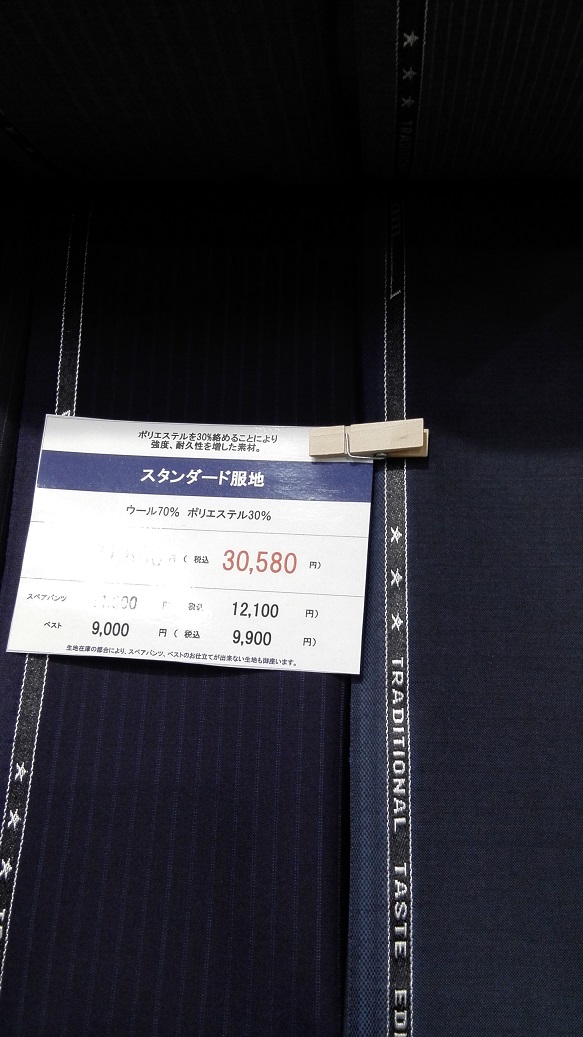 ポリエステルを30%絡めることにより
強度、耐久性を増した素材。
スタンダード服地
ウール70% ポリエステル30%
円 ( 税込 30,580 円)
スペアパンツ 円 ( 税込 12,100 円)
ベスト 9,000 円 ( 税込 9,900 円)
生地在庫の都合により、スペアパンツ、ベストのお仕立てが出来ない生地も御座います。
★ ★ ★ TRADITIONAL TASTE